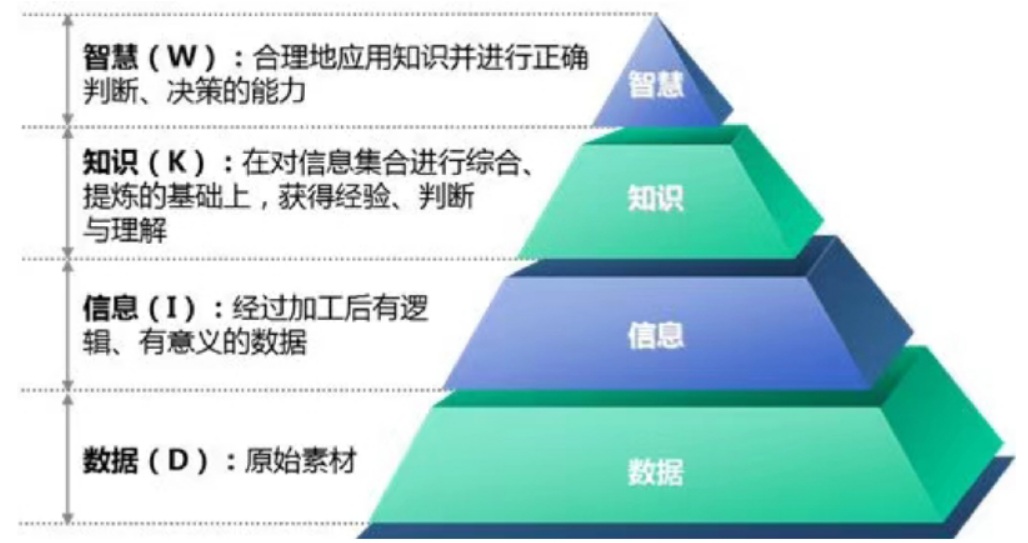 智慧（W）：合理地应用知识并进行正确
判断、决策的能力
智慧
知识（K）：在对信息集合进行综合、
提炼的基础上，获得经验、判断
与理解
知识
信息（I）：经过加工后有逻
辑、有意义的数据
信息
数据（D）：原始素材
数据